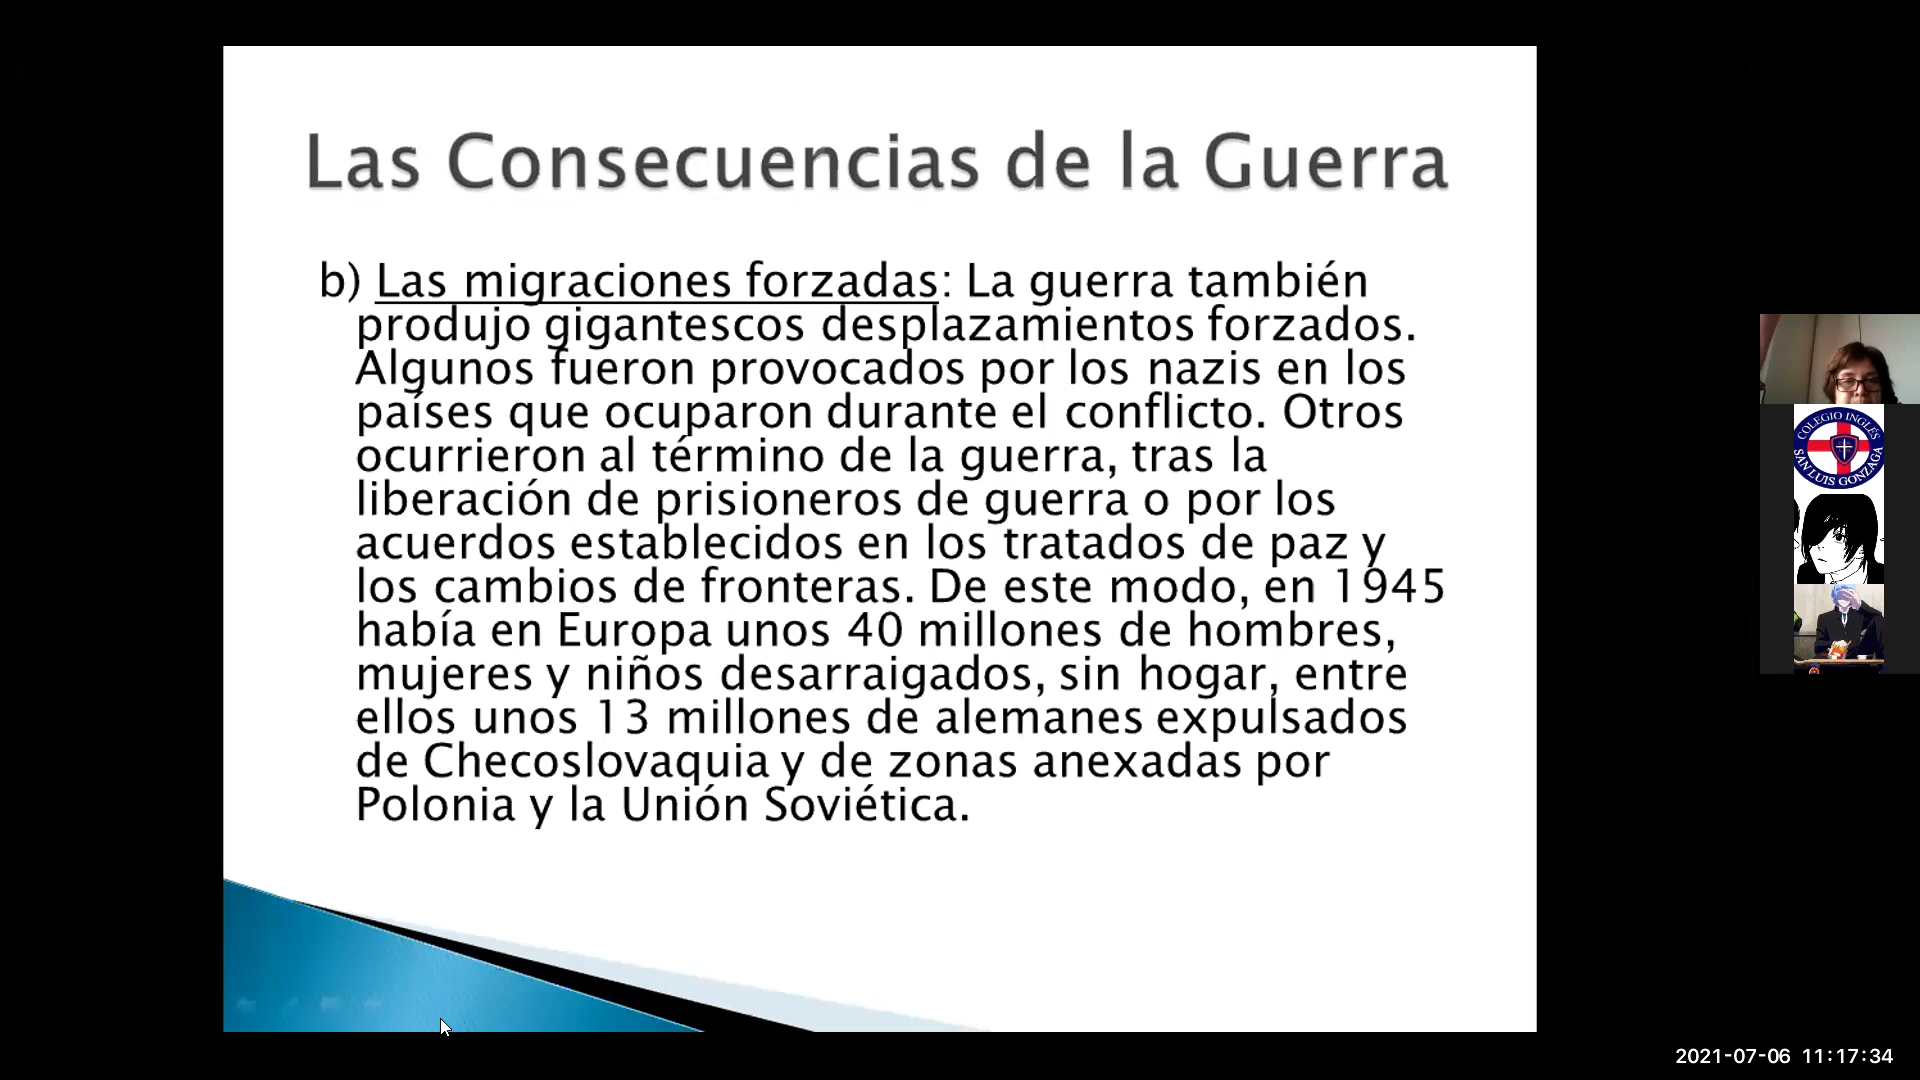 Las Consecuencias de la Guerra
b) Las migraciones forzadas: La guerra también
produjo gigantescos desplazamientos forzados.
Algunos fueron provocados por los nazis en los
países que ocuparon durante el conflicto. Otros
ocurrieron al término de la guerra, tras la
liberación de prisioneros de guerra o por los
acuerdos establecidos en los tratados de paz y
los cambios de fronteras. De este modo, en 1945
había en Europa unos 40 millones de hombres,
mujeres y niños desarraigados, sin hogar, entre
ellos unos 13 millones de alemanes expulsados
de Checoslovaquia y de zonas anexadas por
Polonia y la Unión Soviética.
COLEGIO INGLÉS
SAN LUIS GONZAGA
2021-07-06 11:17:34